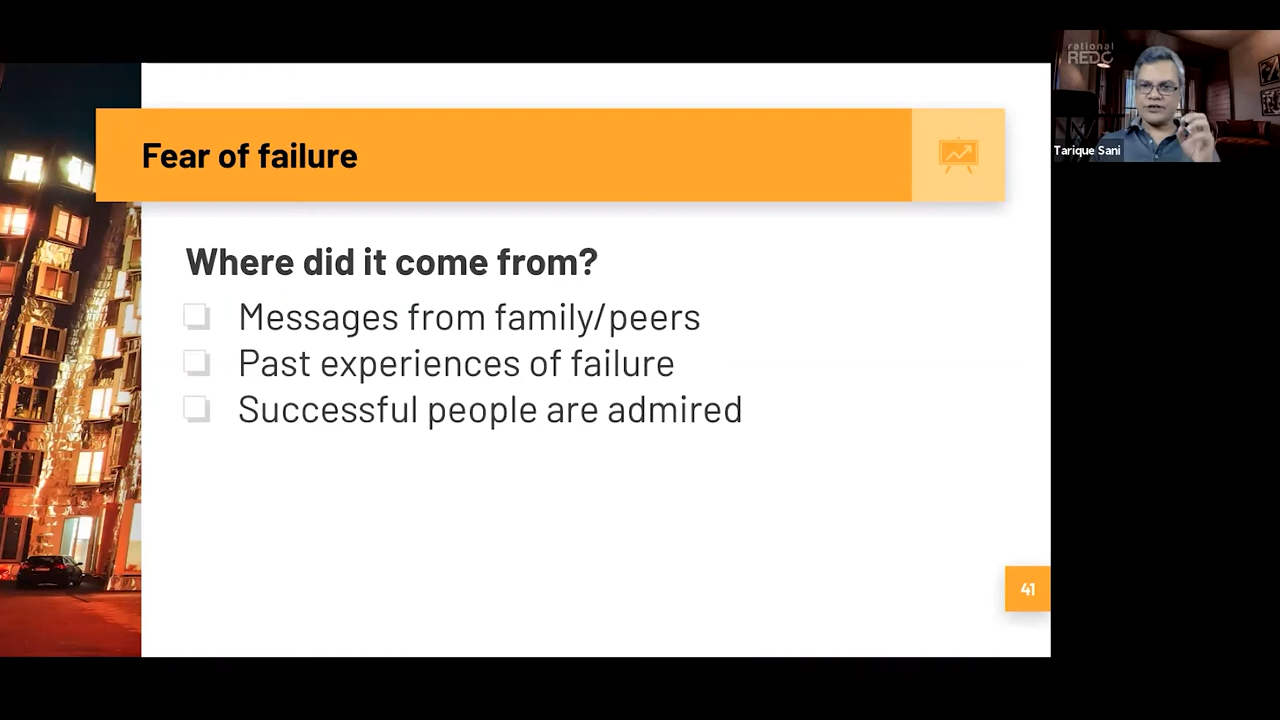 Fear of failure
Where did it come from?
Messages from family/peers
Past experiences of failure
Successful people are admired
41
rational
REDC
Tarique Sani